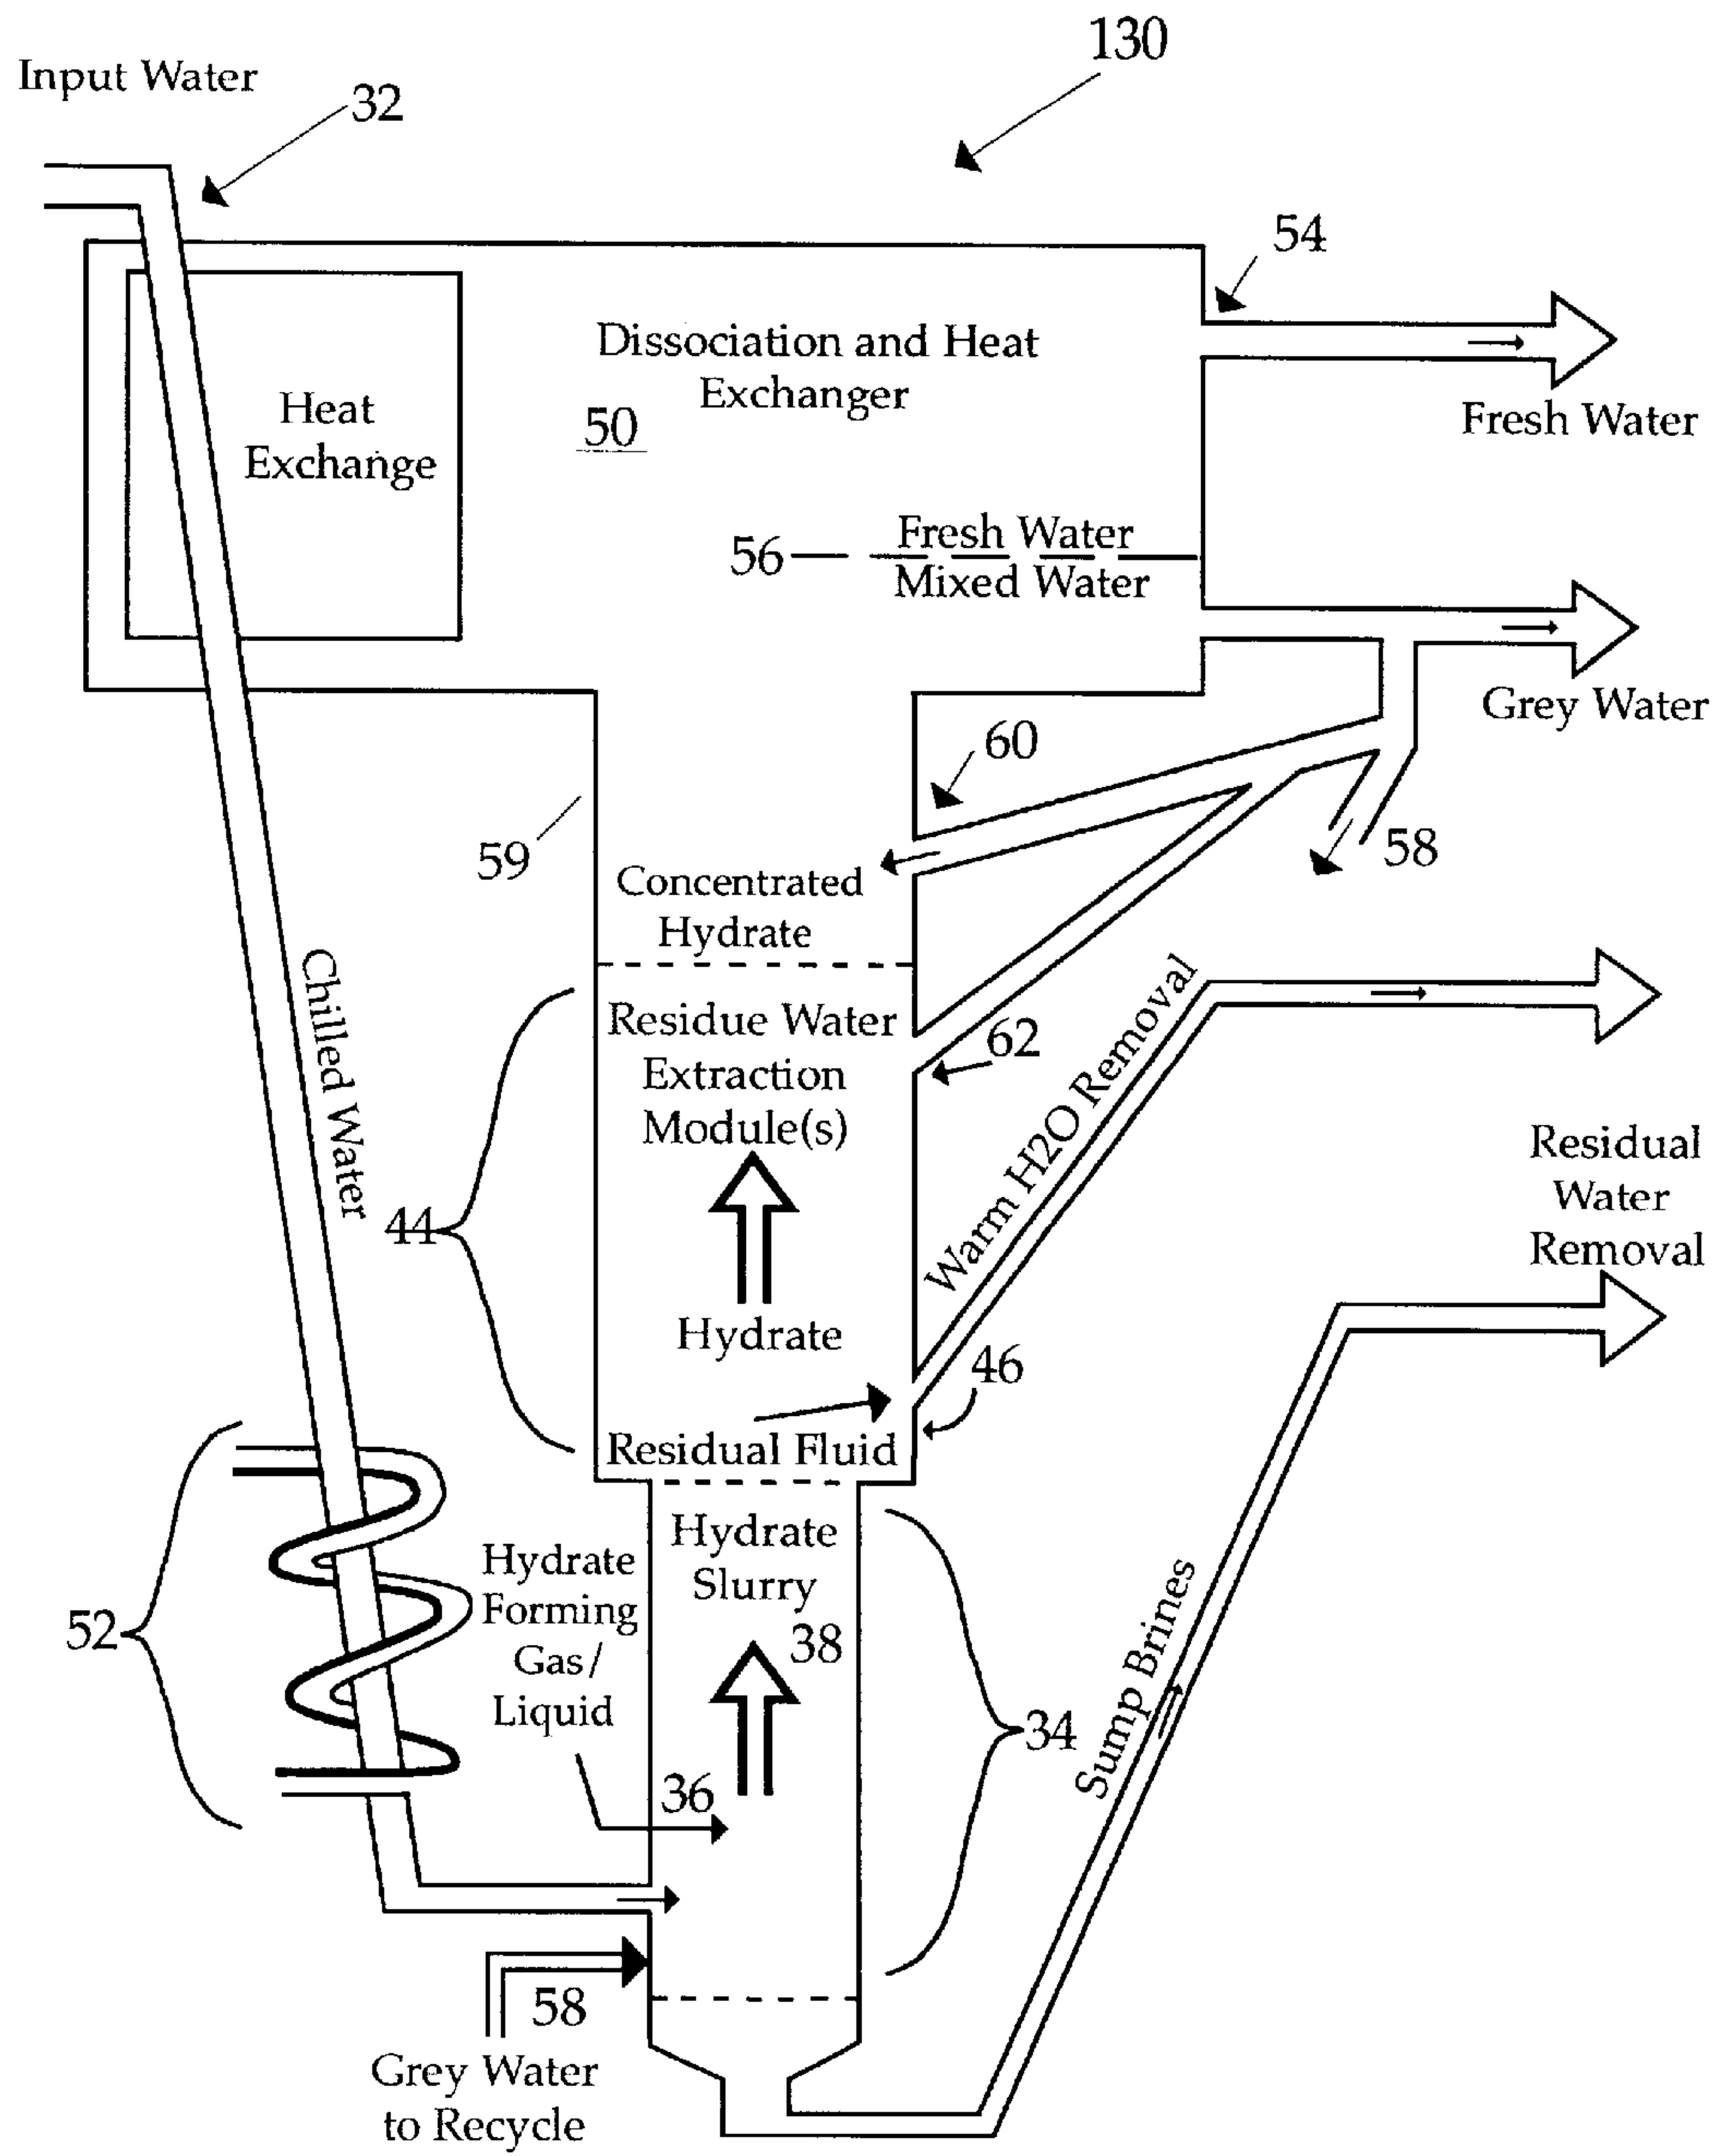 130
Input Water
32
54
Dissociation and Heat
Exchanger
50
Heat
Exchange
Fresh Water
Fresh Water
56
Mixed Water
Grey Water
60
59
58
Concentrated
Hydrate
Chilled Water
Residue Water
Extraction
Module(s)
62
Warm H2O Removal
Residual
Water
Removal
44
Hydrate
46
Residual Fluid
Hydrate
Slurry
38
Hydrate
Forming
Gas/
Liquid
52
34
Sump Brines
36
58
Grey Water
to Recycle